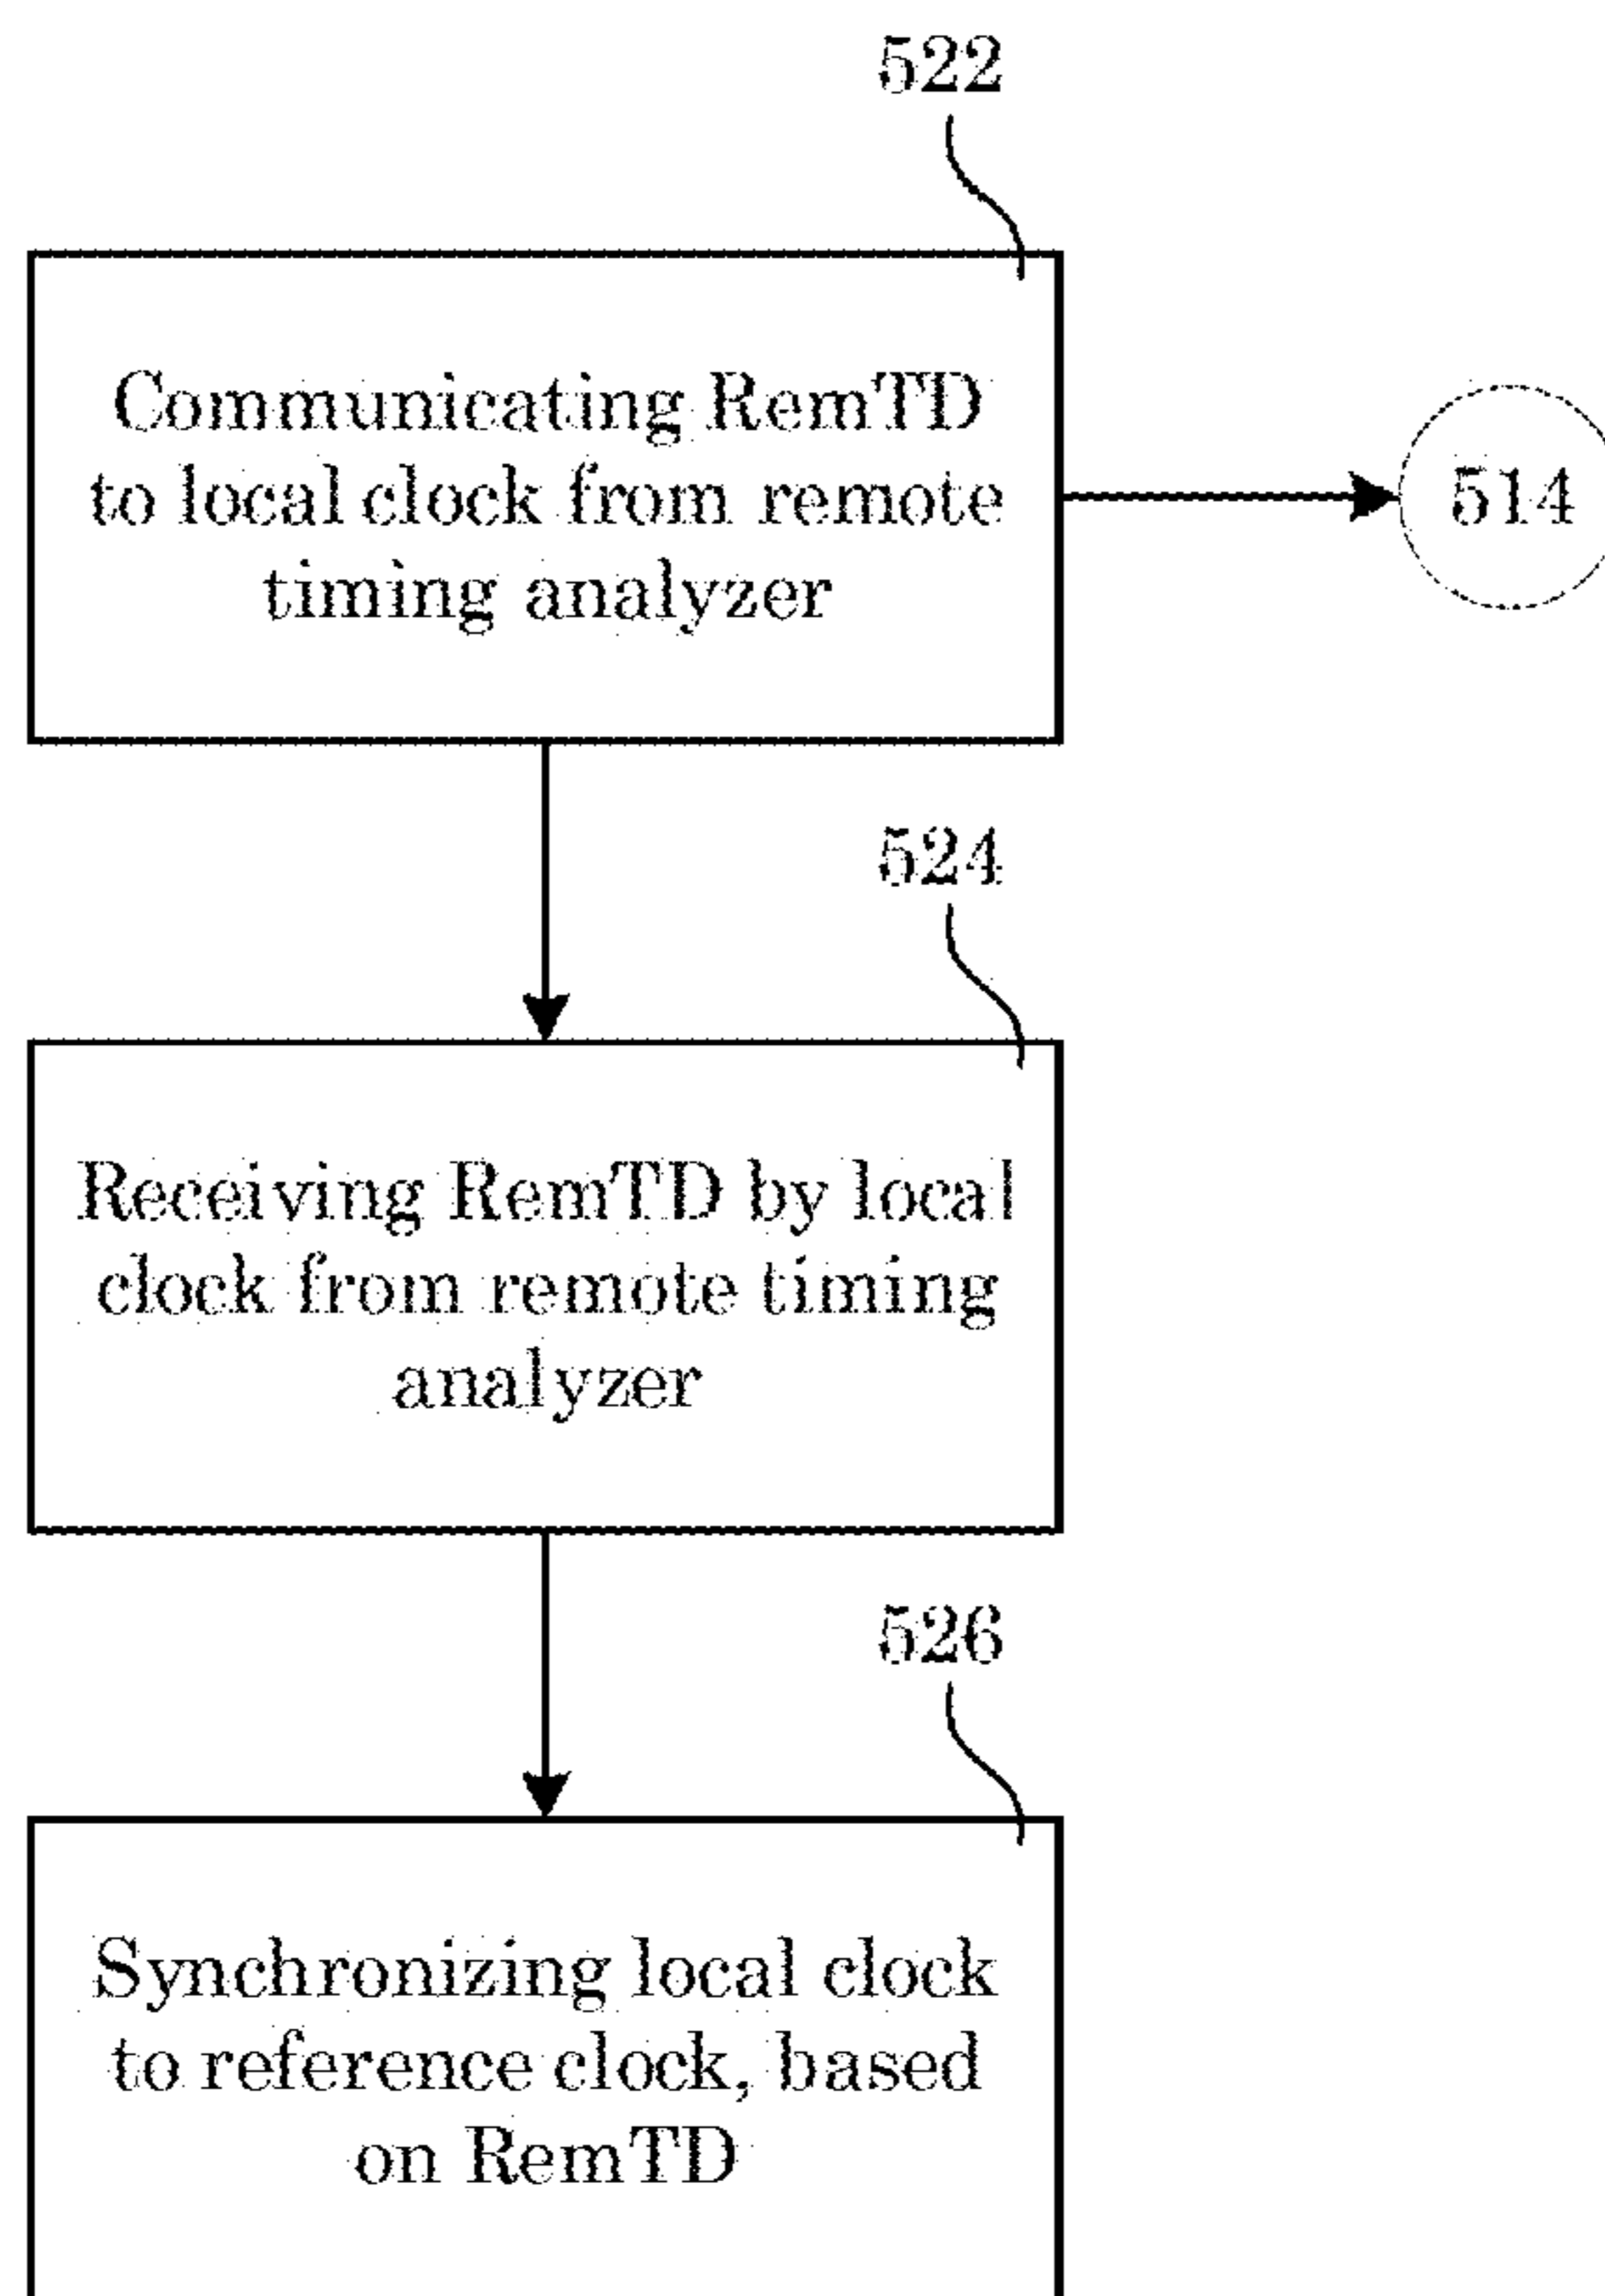 522
Communicating RemTD
to local clock from remote
timing analyzer
514
524
Receiving RemTD by local
clock from remote timing
analyzer
526
Synchronizing local clock
to reference clock, based
on RemTD